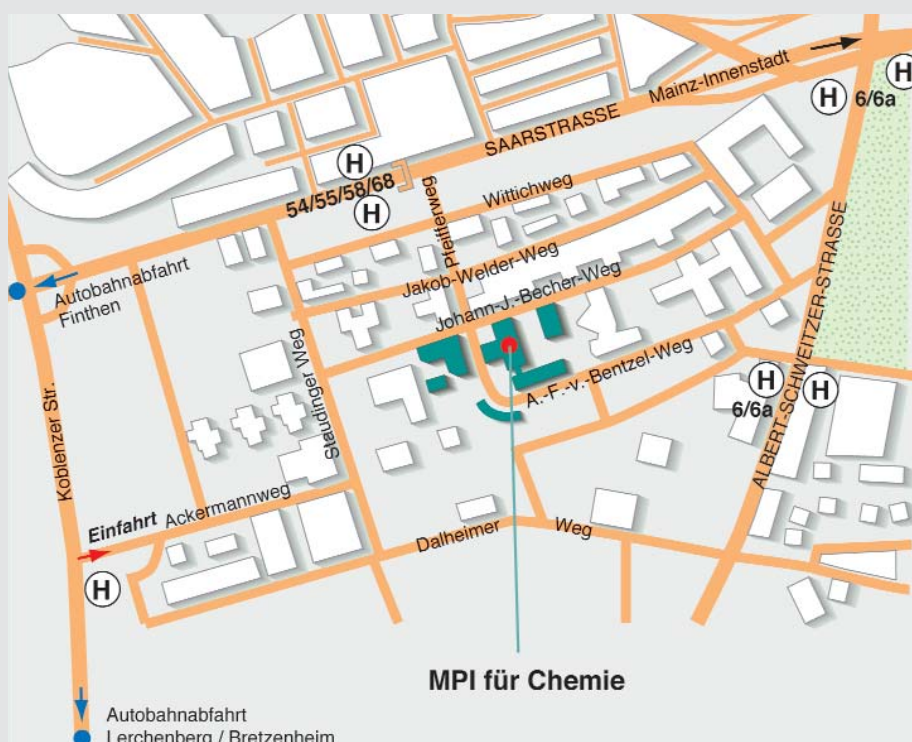 Mainz-Innenstadt
H
H 6/6a
SAARSTRASSE
H
54/55/58/68
H
Wittichweg
Pfeifferweg
Jakob-Welder-Weg
Johann-J.-Becher-Weg
ALBERT-SCHWEITZER-STRASSE
Autobahnabfahrt
Finthen
Staudinger Weg
A.-F.-v.-Bentzel-Weg
H
H
6/6a
Koblenzer Str.
Einfahrt
Ackermannweg
Dalheimer Weg
H
MPI für Chemie
Autobahnabfahrt
Lerchenberg / Bretzenheim